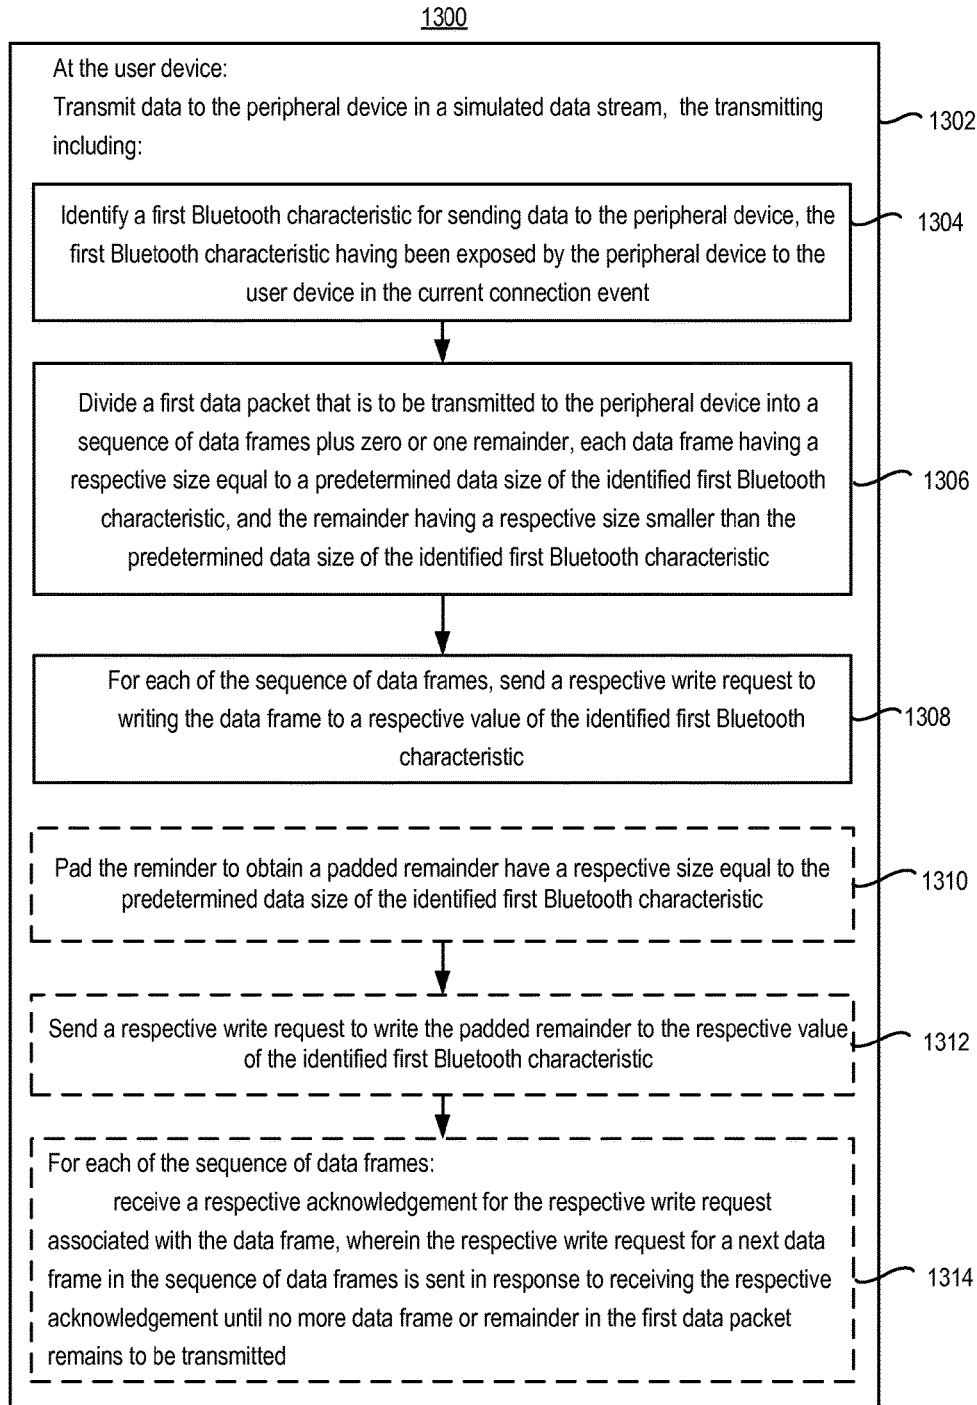 1300
At the user device:
Transmit data to the peripheral device in a simulated data stream, the transmitting
including:
1302
Identify a first Bluetooth characteristic for sending data to the peripheral device, the
first Bluetooth characteristic having been exposed by the peripheral device to the
user device in the current connection event
1304
Divide a first data packet that is to be transmitted to the peripheral device into a
sequence of data frames plus zero or one remainder, each data frame having a
respective size equal to a predetermined data size of the identified first Bluetooth
characteristic, and the remainder having a respective size smaller than the
predetermined data size of the identified first Bluetooth characteristic
1306
For each of the sequence of data frames, send a respective write request to
writing the data frame to a respective value of the identified first Bluetooth
characteristic
1308
Pad the reminder to obtain a padded remainder have a respective size equal to the
predetermined data size of the identified first Bluetooth characteristic
1310
Send a respective write request to write the padded remainder to the respective value
of the identified first Bluetooth characteristic
1312
For each of the sequence of data frames:
receive a respective acknowledgement for the respective write request
associated with the data frame, wherein the respective write request for a next data
frame in the sequence of data frames is sent in response to receiving the respective
acknowledgement until no more data frame or remainder in the first data packet
remains to be transmitted
1314